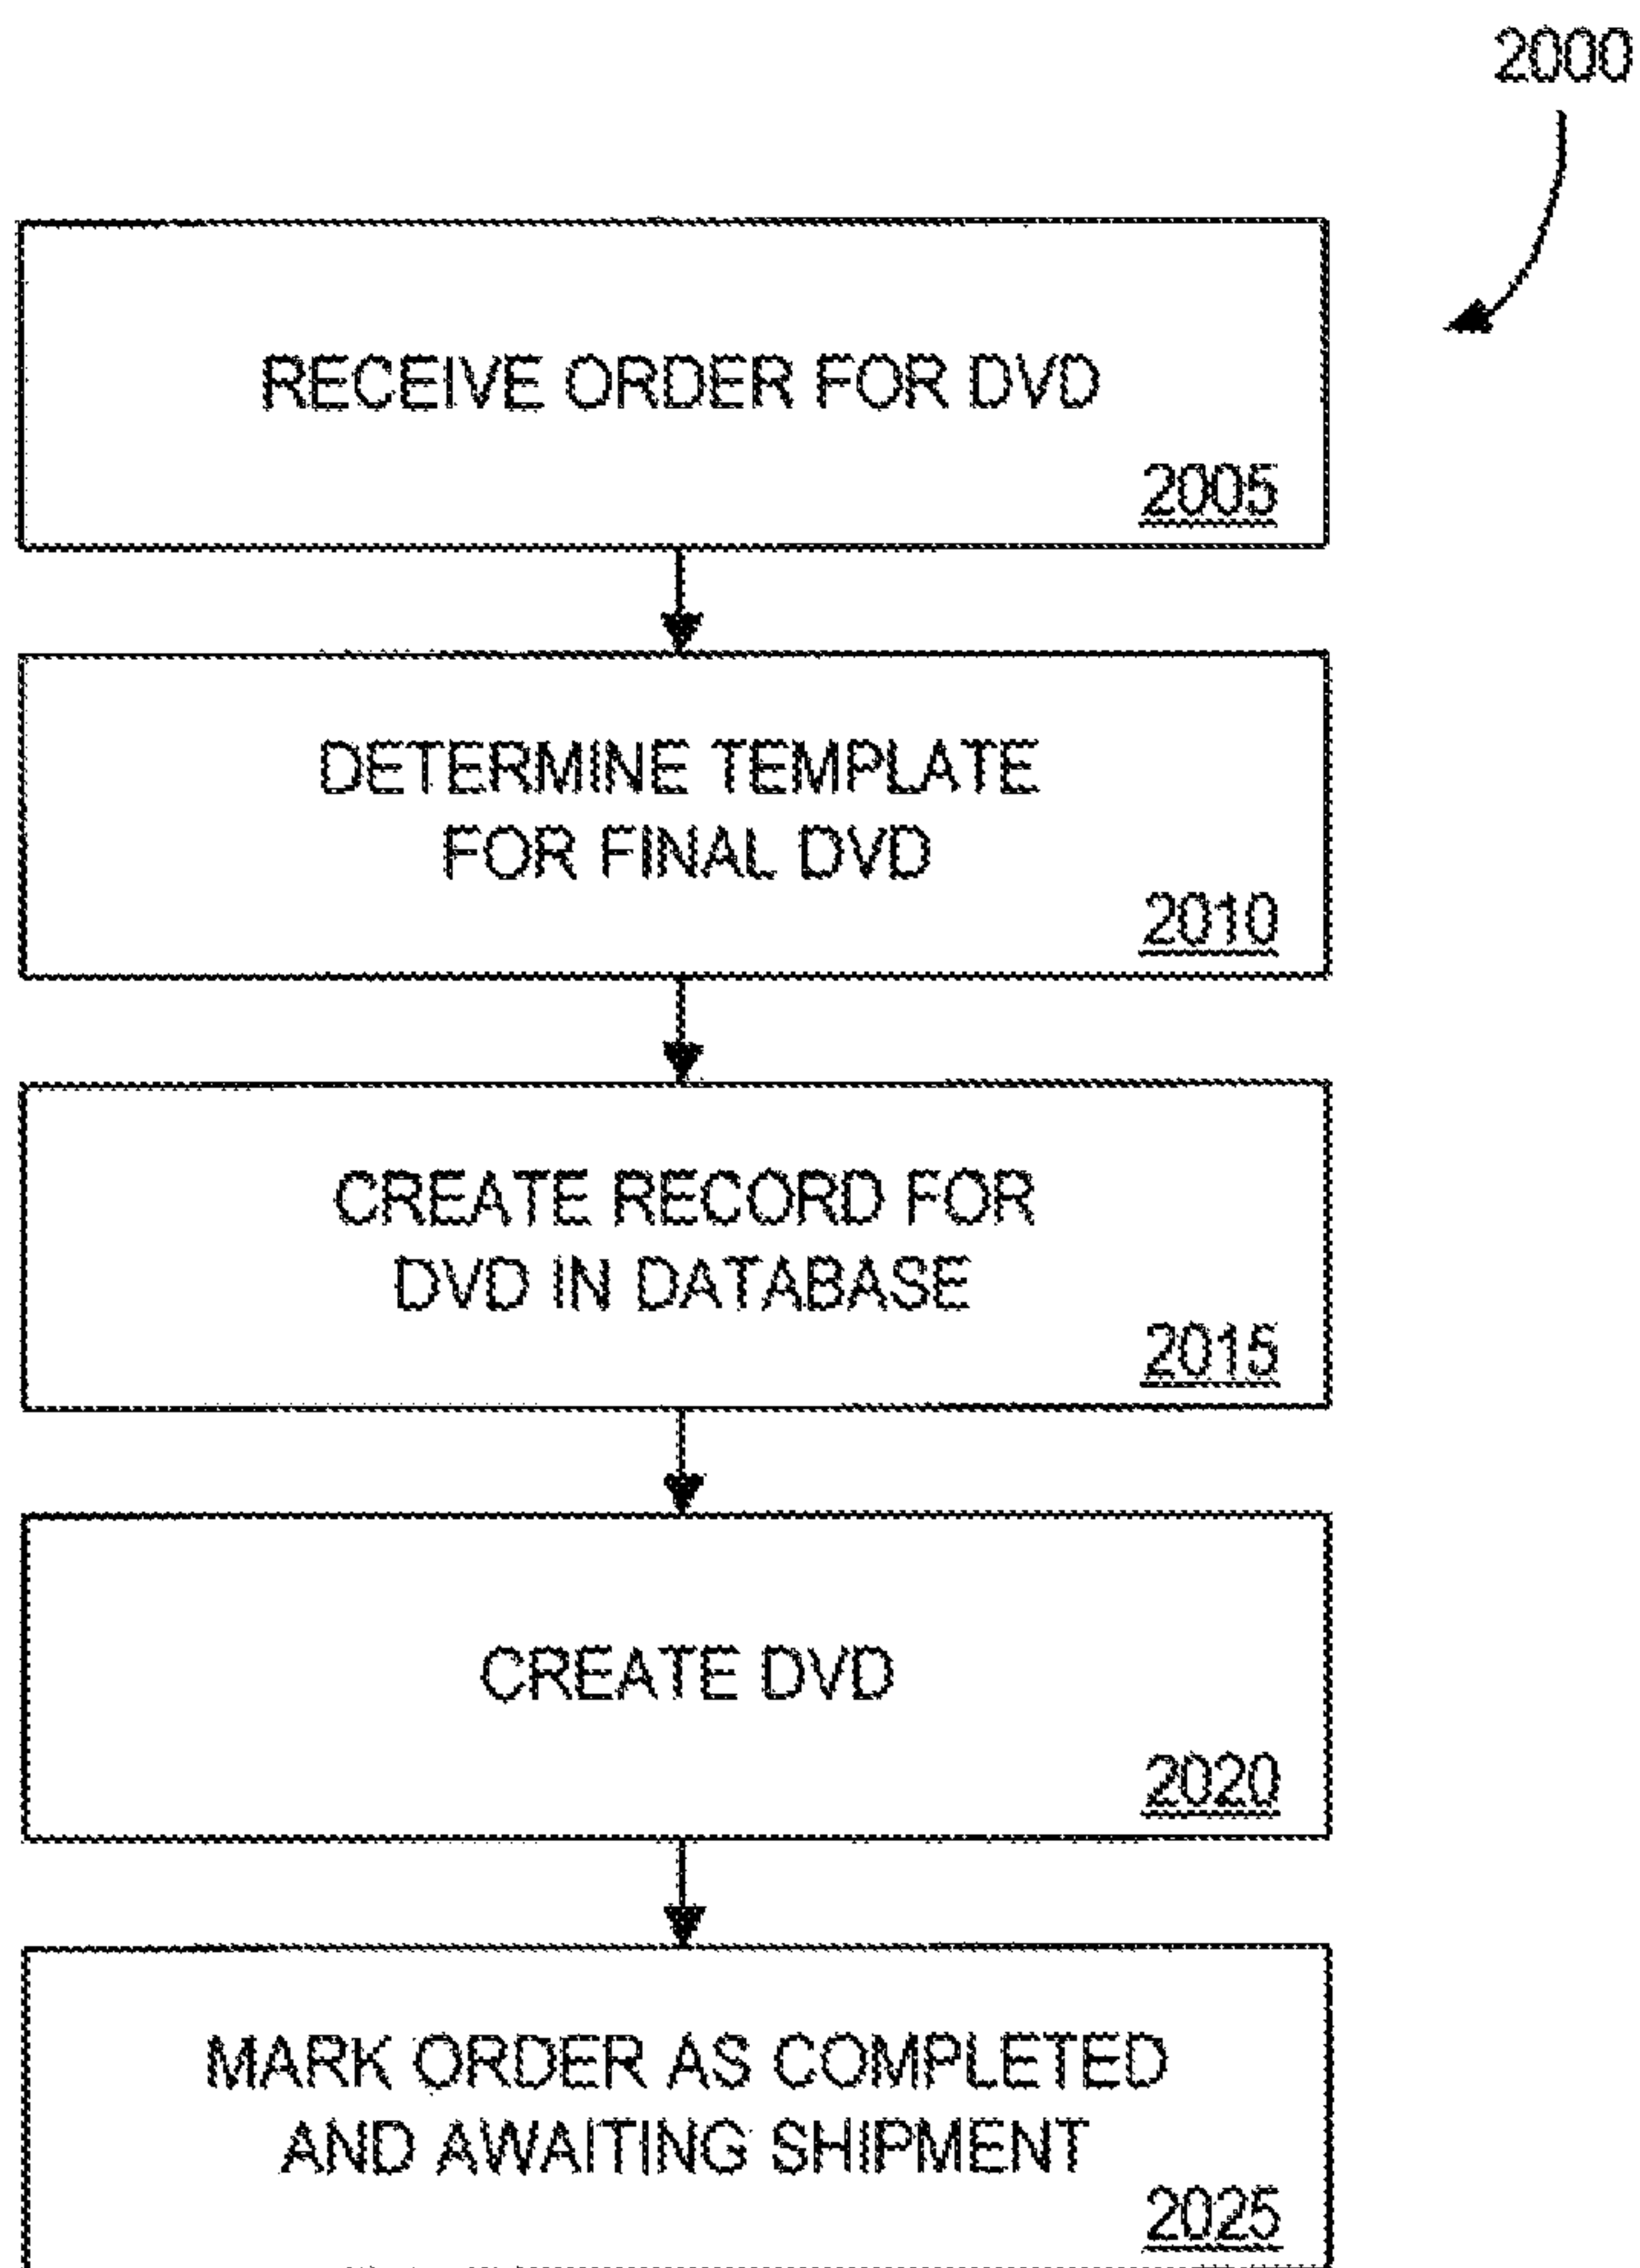 2000
RECEIVE ORDER FOR DVD
2005
DETERMINE TEMPLATE
FOR FINAL DVD
2010
CREATE RECORD FOR
DVD IN DATABASE
2015
CREATE DVD
2020
MARK ORDER AS COMPLETED
AND AWAITING SHIPMENT
2025